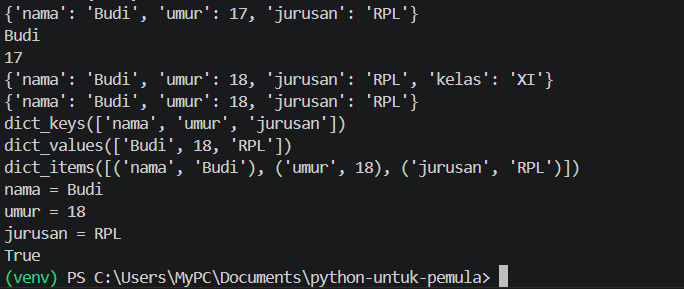 {'nama': 'Budi', 'umur': 17, 'jurusan': 'RPL'}
Budi
17
{'nama': 'Budi', 'umur': 18, 'jurusan': 'RPL', 'kelas': 'XI'}
{'nama': 'Budi', 'umur': 18, 'jurusan': 'RPL'}
dict_keys(['nama', 'umur', 'jurusan'])
dict_values(['Budi', 18, 'RPL'])
dict_items([('nama', 'Budi'), ('umur', 18), ('jurusan', 'RPL')])
nama = Budi
umur = 18
jurusan = RPL
True
(venv) PS C:\Users\MyPC\Documents\python-untuk-pemula>